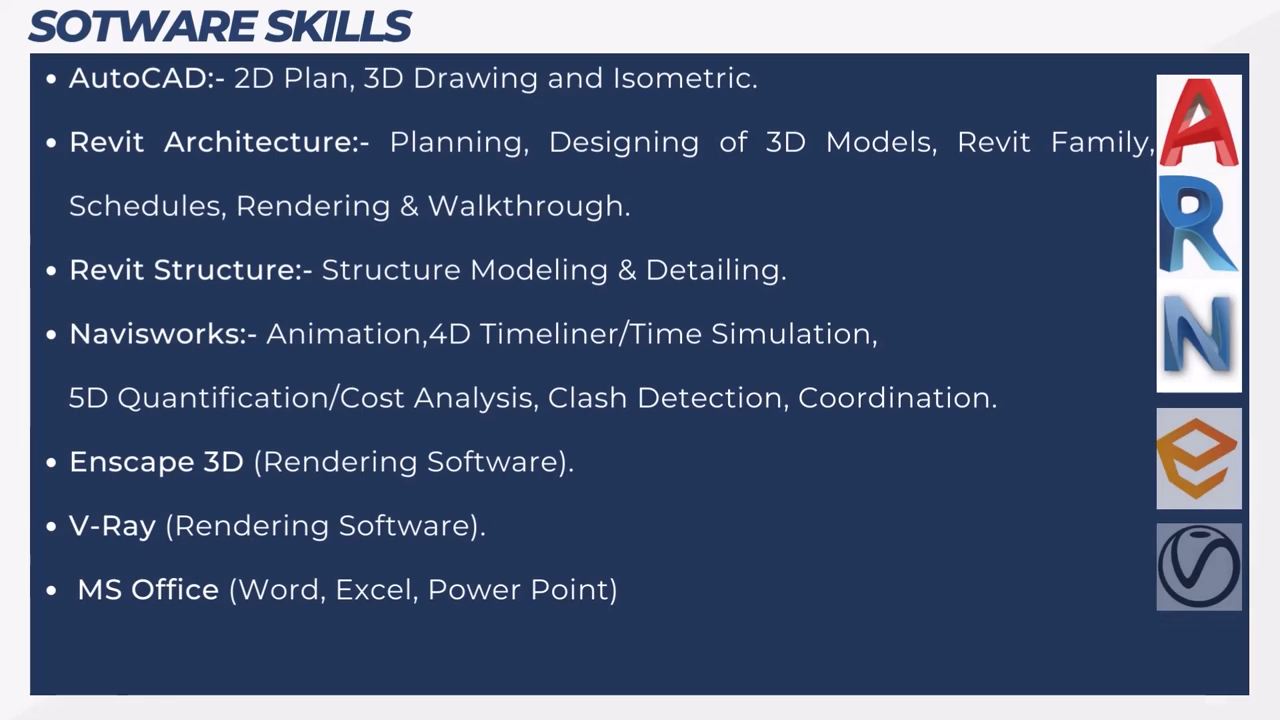 SOTWARE SKILLS
• AutoCAD:- 2D Plan, 3D Drawing and Isometric.
• Revit Architecture:- Planning, Designing of 3D Models, Revit Family,
Schedules, Rendering & Walkthrough.
• Revit Structure:- Structure Modeling & Detailing.
• Navisworks:- Animation,4D Timeliner/Time Simulation,
5D Quantification/Cost Analysis, Clash Detection, Coordination.
• Enscape 3D (Rendering Software).
• V-Ray (Rendering Software).
• MS Office (Word, Excel, Power Point)